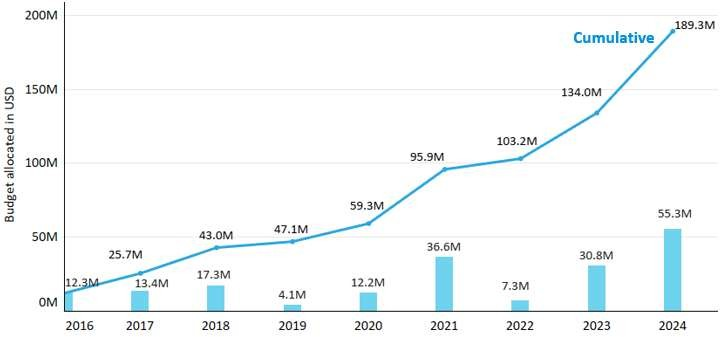 200M
189.3M
Cumulative
150M
134.0M
Budget allocated in USD
103.2M
100M
95.9M
59.3M
50M
47.1M
43.0M
25.7M
12.3M
13.4M
17.3M
4.1M
12.2M
36.6M
7.3M
30.8M
55.3M
0M
2016 2017 2018 2019 2020 2021 2022 2023 2024